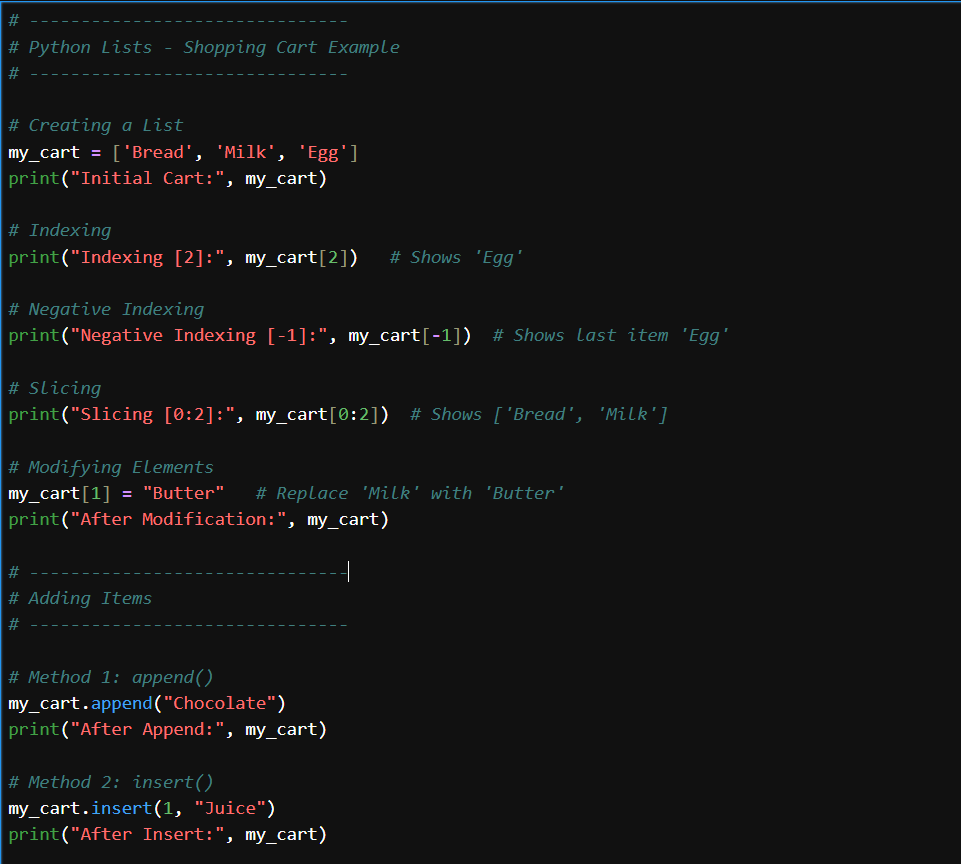 # -------------------------------
# Python Lists - Shopping Cart Example
# -------------------------------
# Creating a List
my_cart = ['Bread', 'Milk', 'Egg']
print("Initial Cart:", my_cart)
# Indexing
print("Indexing [2]:", my_cart[2])   # Shows 'Egg'
# Negative Indexing
print("Negative Indexing [-1]:", my_cart[-1])  # Shows last item 'Egg'
# Slicing
print("Slicing [0:2]:", my_cart[0:2])  # Shows ['Bread', 'Milk']
# Modifying Elements
my_cart[1] = "Butter"   # Replace 'Milk' with 'Butter'
print("After Modification:", my_cart)
# -------------------------------
# Adding Items
# -------------------------------
# Method 1: append()
my_cart.append("Chocolate")
print("After Append:", my_cart)
# Method 2: insert()
my_cart.insert(1, "Juice")
print("After Insert:", my_cart)